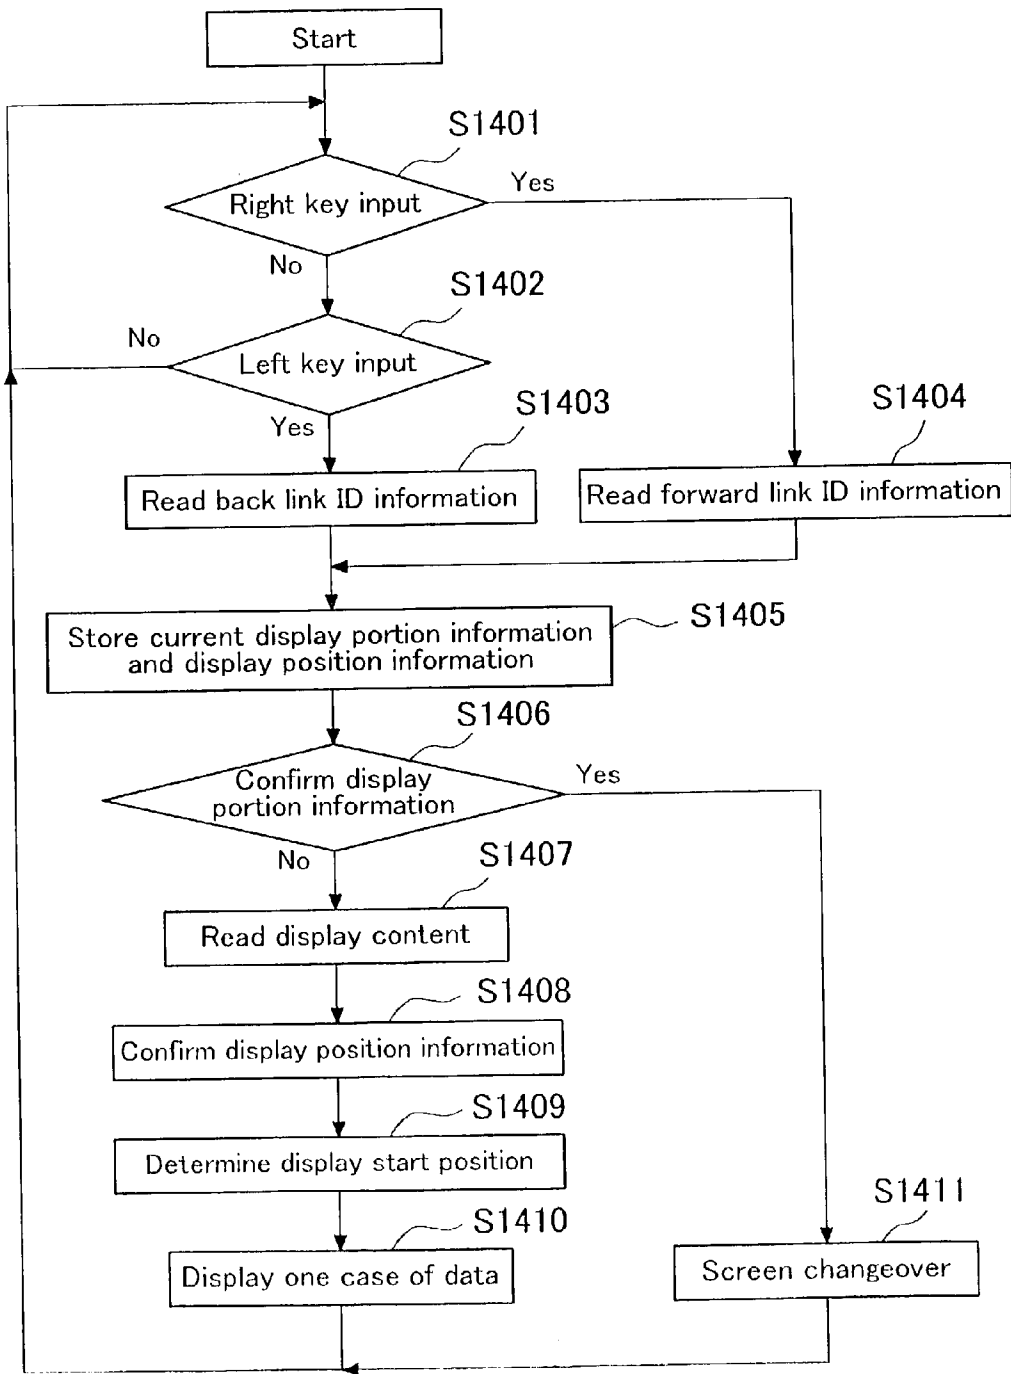 Start
S1401
Right key input
Yes
No
S1402
No
Left key input
S1403
S1404
Yes
Read back link ID information
Read forward link ID information
S1405
Store current display portion information
and display position information
S1406
Confirm display
portion information
Yes
No
S1407
Read display content
S1408
Confirm display position information
S1409
Determine display start position
S1411
S1410
Display one case of data
Screen changeover